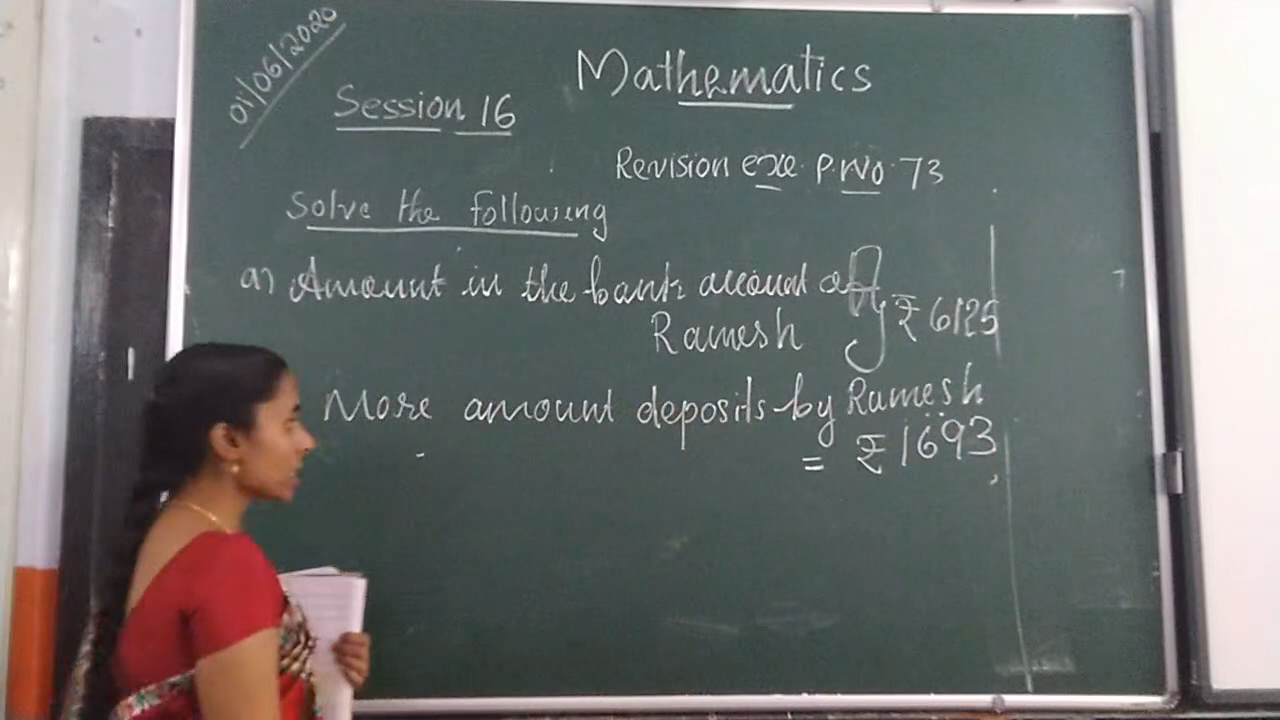 01/06/2020
Mathematics
Session 16
Revision exe. P.No. 73
Solve the following
a) Amount in the bank account of
Ramesh } ₹ 6125
More amount deposits by Ramesh
= ₹ 1693